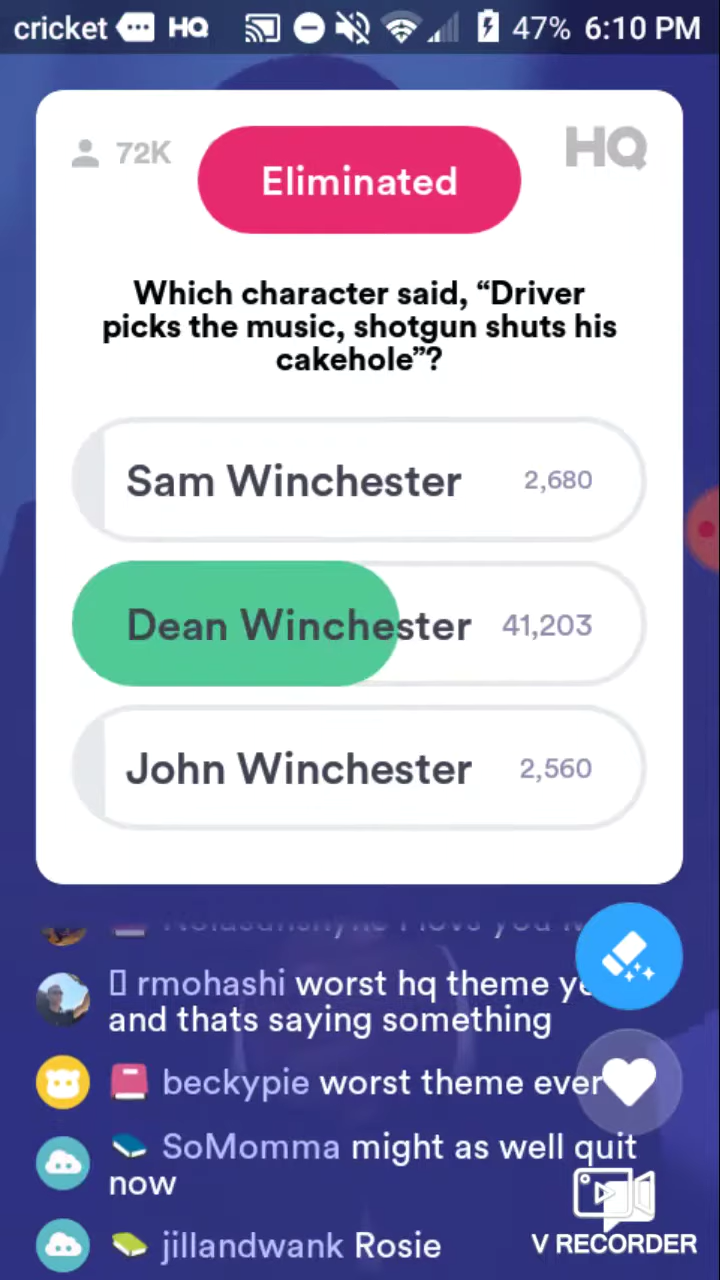 cricket HQ 47% 6:10 PM
72K
Eliminated
HQ
Which character said, “Driver
picks the music, shotgun shuts his
cakehole”?
Sam Winchester 2,680
Dean Winchester 41,203
John Winchester 2,560
rmohashi worst hq theme
and thats saying something
beckypie worst theme ever
SoMomma might as well quit
now
jillandwank Rosie
V RECORDER